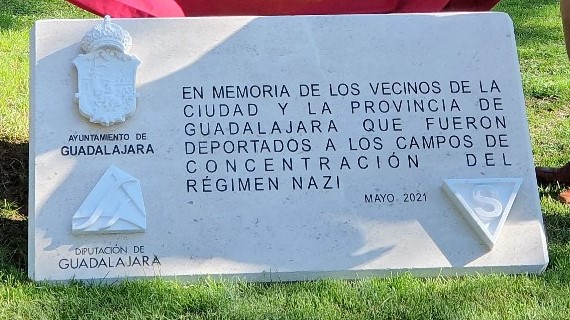 AYUNTAMIENTO DE
GUADALAJARA
DIPUTACIÓN DE
GUADALAJARA
EN MEMORIA DE LOS VECINOS DE LA
CIUDAD Y LA PROVINCIA DE
GUADALAJARA QUE FUERON
DEPORTADOS A LOS CAMPOS DE
CONCENTRACIÓN DEL
RÉGIMEN NAZI
MAYO 2021
S